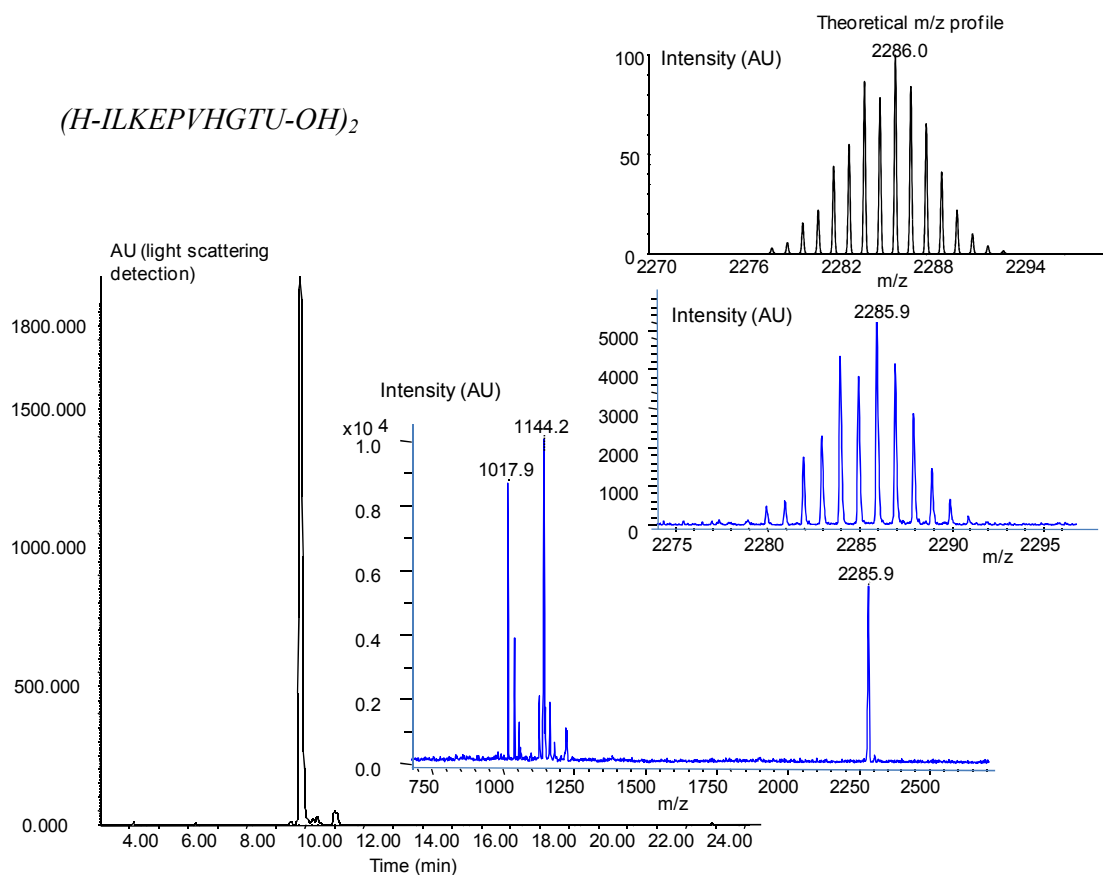 Theoretical m/z profile
2286.0
Intensity (AU)
100
50
0
2270 2276 2282 2288 2294
m/z
(H-ILKEPVHGTU-OH)2
AU (light scattering
detection)
1800.000
1500.000
1000.000
500.000
0.000
4.00 6.00 8.00 10.00 12.00 14.00 16.00 18.00 20.00 22.00 24.00
Time (min)
2285.9
Intensity (AU)
5000
4000
3000
2000
1000
0
2275 2280 2285 2290 2295
m/z
Intensity (AU)
x10 4
1.0
0.8
0.6
0.4
0.2
0.0
1144.2
1017.9
2285.9
750 1000 1250 1500 1750 2000 2250 2500
m/z